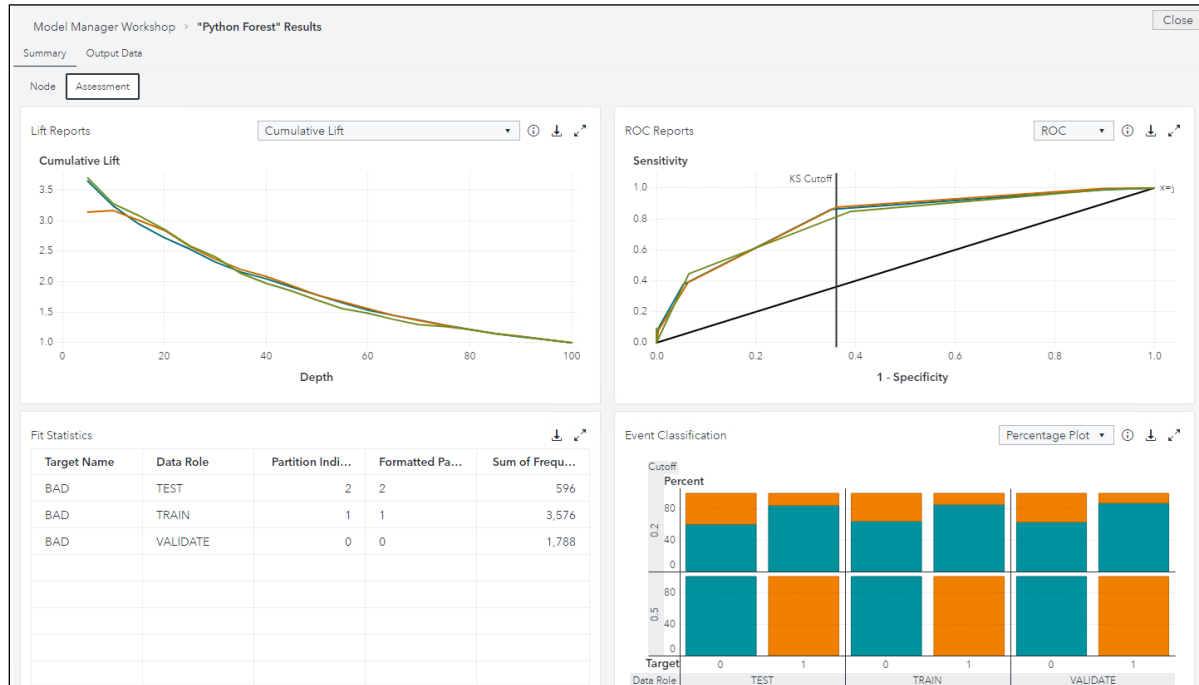 Model Manager Workshop > "Python Forest" Results
Close
Summary Output Data
Node Assessment
Lift Reports
Cumulative Lift
Cumulative Lift
3.5
3.0
2.5
2.0
1.5
1.0
0 20 40 60 80 100
Depth
ROC Reports
ROC
Sensitivity
KS Cutoff
1.0
0.8
0.6
0.4
0.2
0.0
0.0 0.2 0.4 0.6 0.8 1.0
1 - Specificity
Fit Statistics
Target Name Data Role Partition Indi... Formatted Pa... Sum of Frequ...
BAD TEST 2 2 596
BAD TRAIN 1 1 3,576
BAD VALIDATE 0 0 1,788
Event Classification
Percentage Plot
Cutoff
Percent
0.2
80
40
0
0.5
80
40
0
Target 0 1 0 1 0 1
Data Role TEST TRAIN VALIDATE